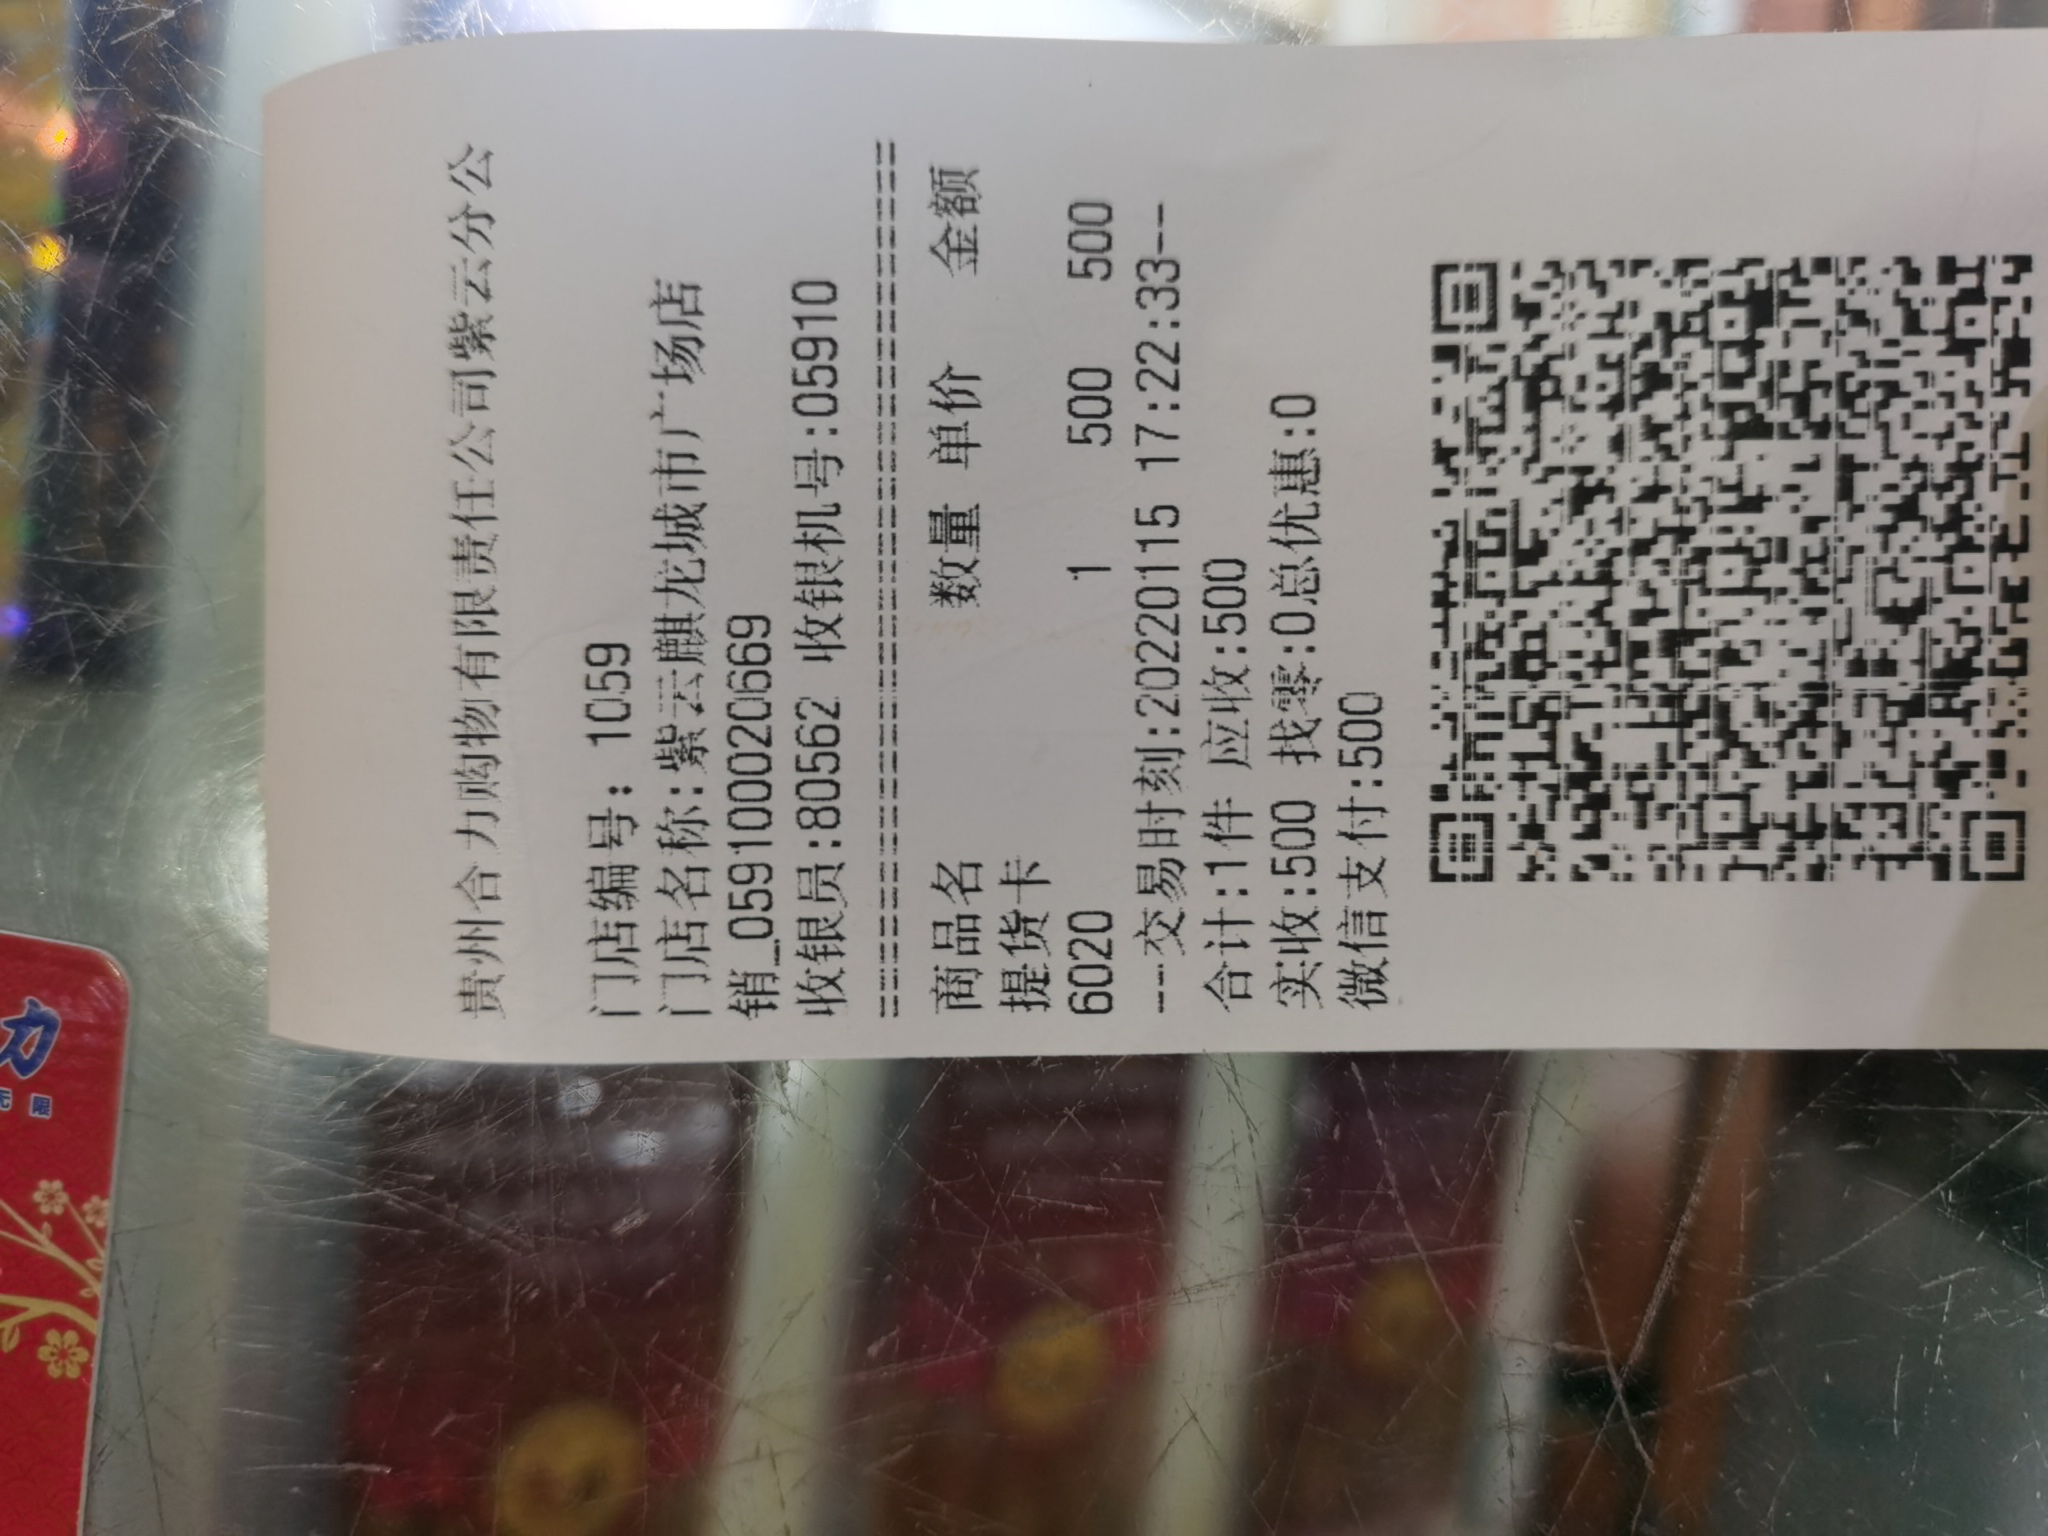 贵州合力购物有限责任公司紫云分公
门店编号: 1059
门店名称:紫云麒龙城市广场店
销_0591000020669
收银员:80562 收银机号:05910
==========================================
商品名 数量 单价 金额
提货卡
6020 1 500 500
---交易时刻:20220115 17:22:33--
合计:1件 应收:500
实收:500 找零:0总优惠:0
微信支付:500
力
无限